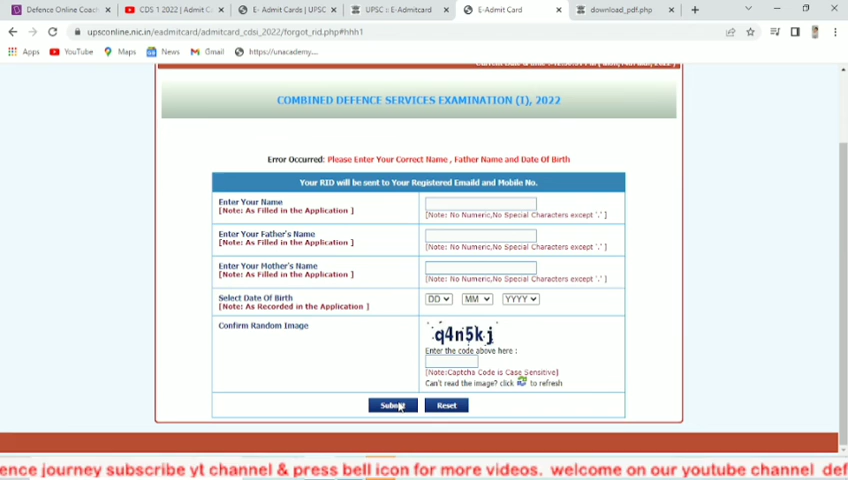 Defence Online Coac
CDS 1 2022 | Admit C
E- Admit Cards | UPSC
UPSC :: E-Admitcard
E-Admit Card
download_pdf.php
upsconline.nic.in/eadmitcard/admitcard_cdsi_2022/forgot_rid.php#hhh1
Apps
YouTube
Maps
News
Gmail
https://unacademy....
COMBINED DEFENCE SERVICES EXAMINATION (I), 2022
Error Occurred: Please Enter Your Correct Name , Father Name and Date Of Birth
Your RID will be sent to Your Registered Emaild and Mobile No.
Enter Your Name
[Note: As Filled in the Application ]
[Note: No Numeric,No Special Characters except '.' ]
Enter Your Father's Name
[Note: As Filled in the Application ]
[Note: No Numeric,No Special Characters except '.' ]
Enter Your Mother's Name
[Note: As Filled in the Application ]
[Note: No Numeric,No Special Characters except '.' ]
Select Date Of Birth
[Note: As Recorded in the Application ]
DD MM YYYY
Confirm Random Image
q4n5kj
Enter the code above here :
[Note:Captcha Code is Case Sensitive]
Can't read the image? click to refresh
Submit Reset
ence journey subscribe yt channel & press bell icon for more videos. welcome on our youtube channel def